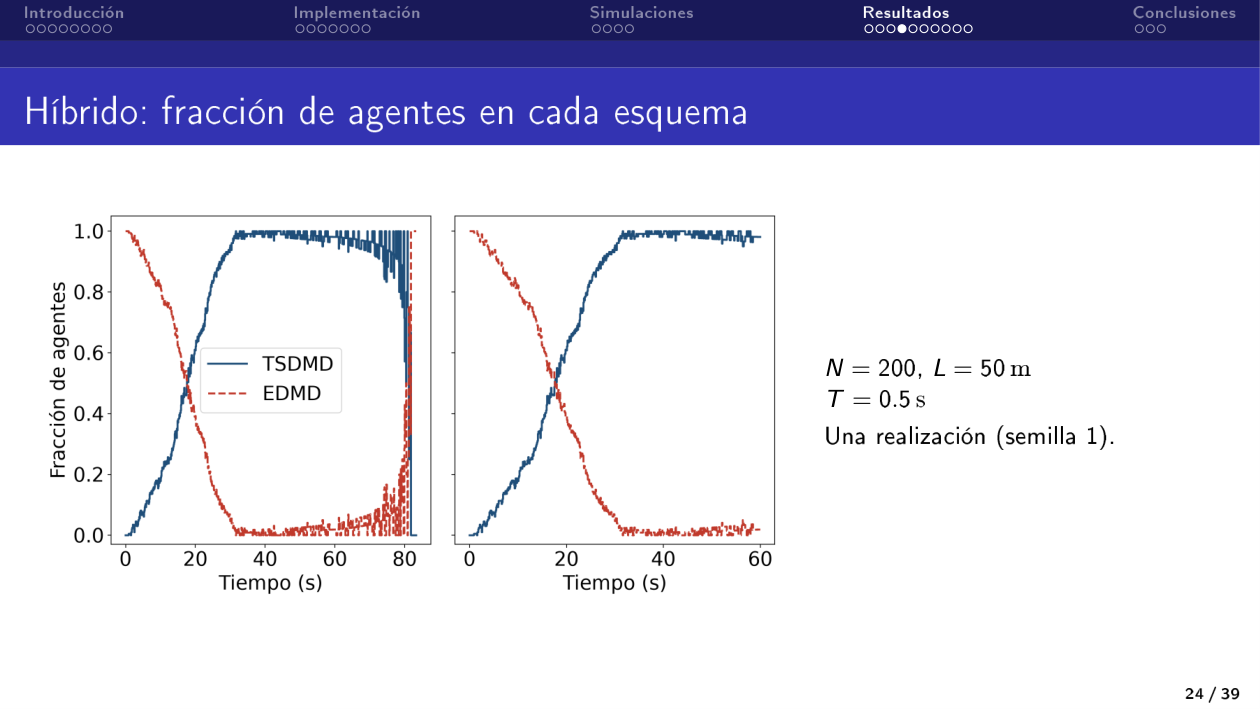 Introducción
Implementación
Simulaciones
Resultados
Conclusiones
Híbrido: fracción de agentes en cada esquema
Fracción de agentes
1.0
0.8
0.6
0.4
0.2
0.0
TSDMD
EDMD
0 20 40 60 80
Tiempo (s)
0 20 40 60
Tiempo (s)
N = 200, L = 50 m
T = 0.5 s
Una realización (semilla 1).
24 / 39